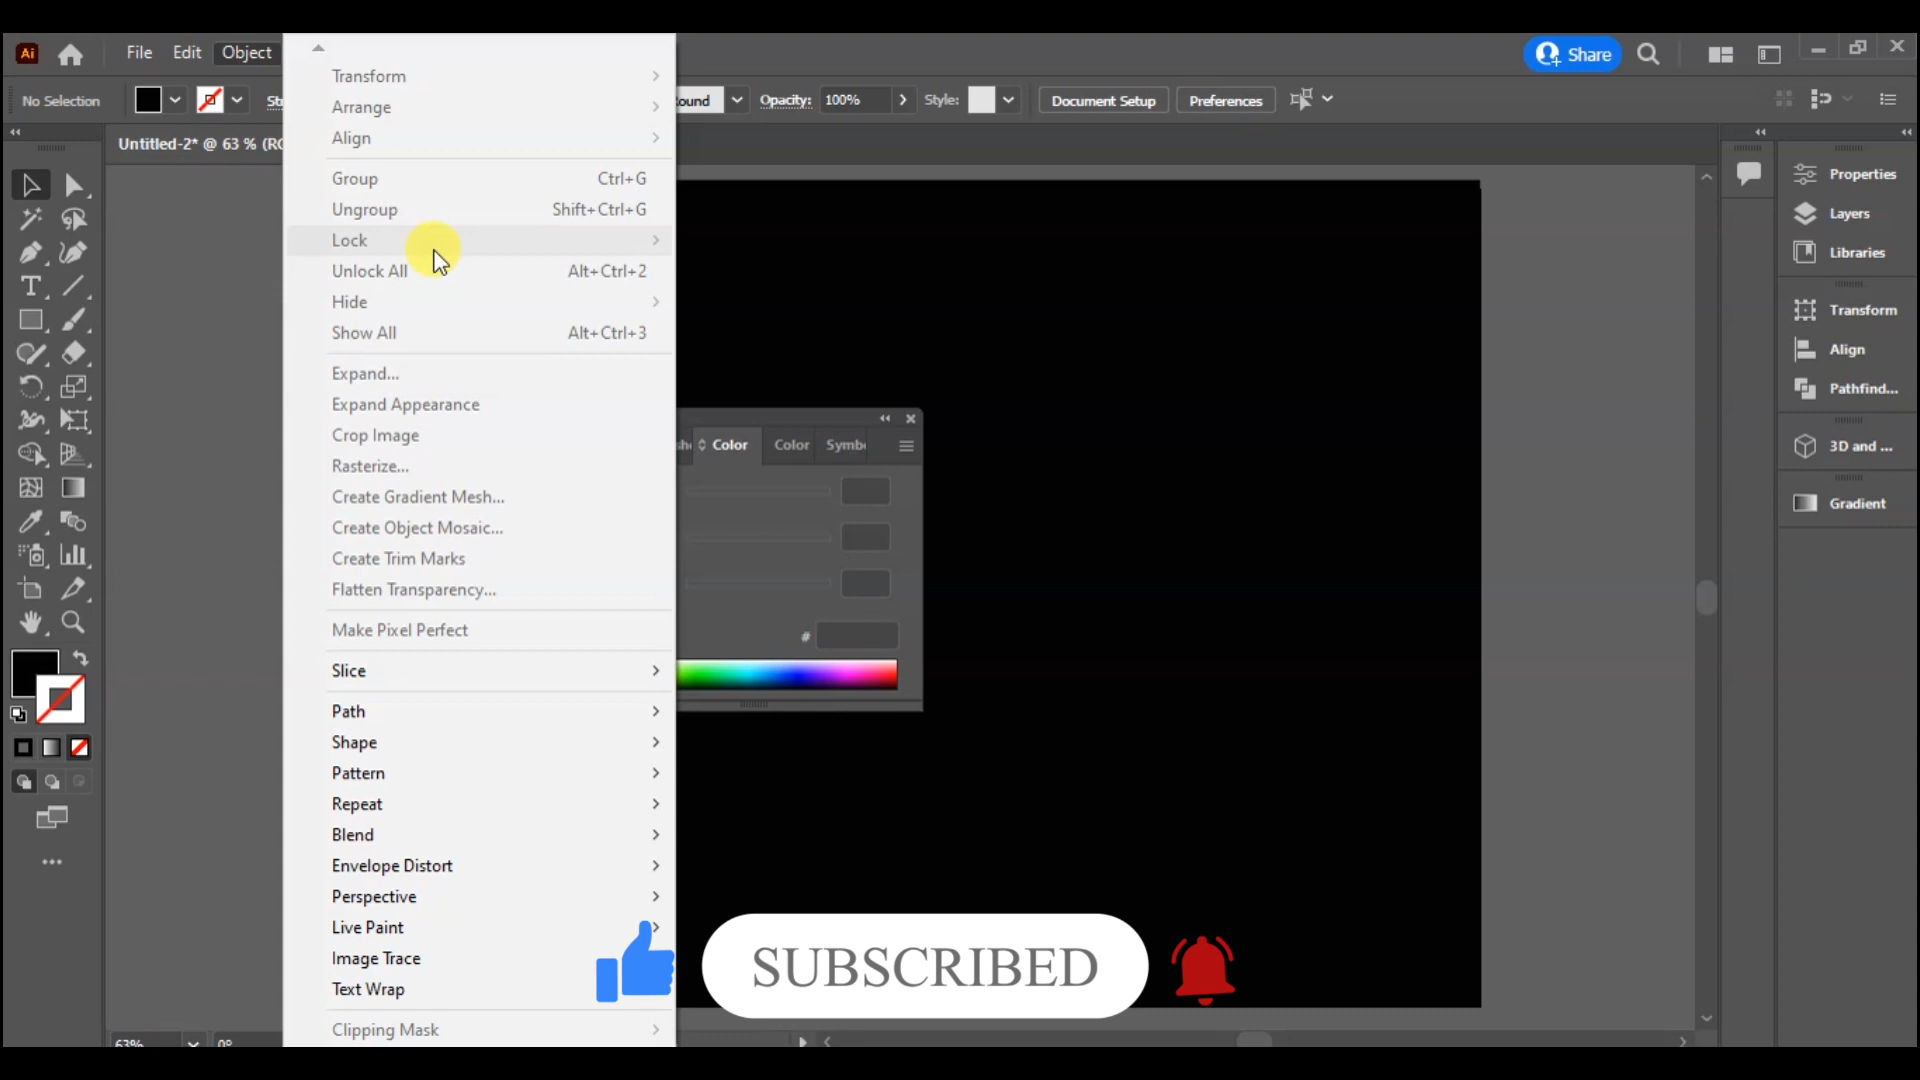 Ai
File Edit Object
Share
No Selection
Opacity: 100%
Style:
Document Setup
Preferences
Untitled-2* @ 63 %
Transform
Arrange
Align
Group Ctrl+G
Ungroup Shift+Ctrl+G
Lock
Unlock All Alt+Ctrl+2
Hide
Show All Alt+Ctrl+3
Expand...
Expand Appearance
Crop Image
Rasterize...
Create Gradient Mesh...
Create Object Mosaic...
Create Trim Marks
Flatten Transparency...
Make Pixel Perfect
Slice
Path
Shape
Pattern
Repeat
Blend
Envelope Distort
Perspective
Live Paint
Image Trace
Text Wrap
Clipping Mask
Color Color Symb
#
Properties
Layers
Libraries
Transform
Align
Pathfind...
3D and ...
Gradient
SUBSCRIBED
63% 0°